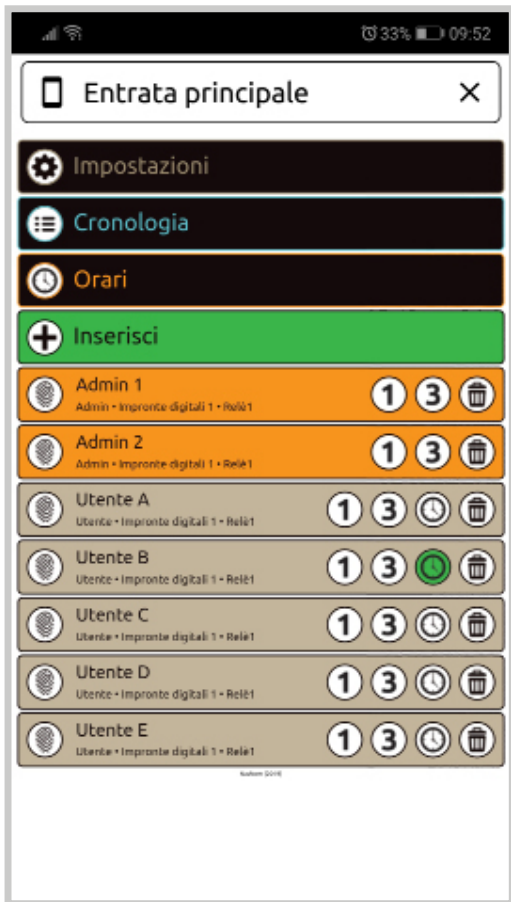 33% 09:52
Entrata principale
Impostazioni
Cronologia
Orari
Inserisci
Admin 1
Admin • Impronte digitali 1 • Relè1
1 3
Admin 2
Admin • Impronte digitali 1 • Relè1
1 3
Utente A
Utente • Impronte digitali 1 • Relè1
1 3
Utente B
Utente • Impronte digitali 1 • Relè1
1 3
Utente C
Utente • Impronte digitali 1 • Relè1
1 3
Utente D
Utente • Impronte digitali 1 • Relè1
1 3
Utente E
Utente • Impronte digitali 1 • Relè1
1 3